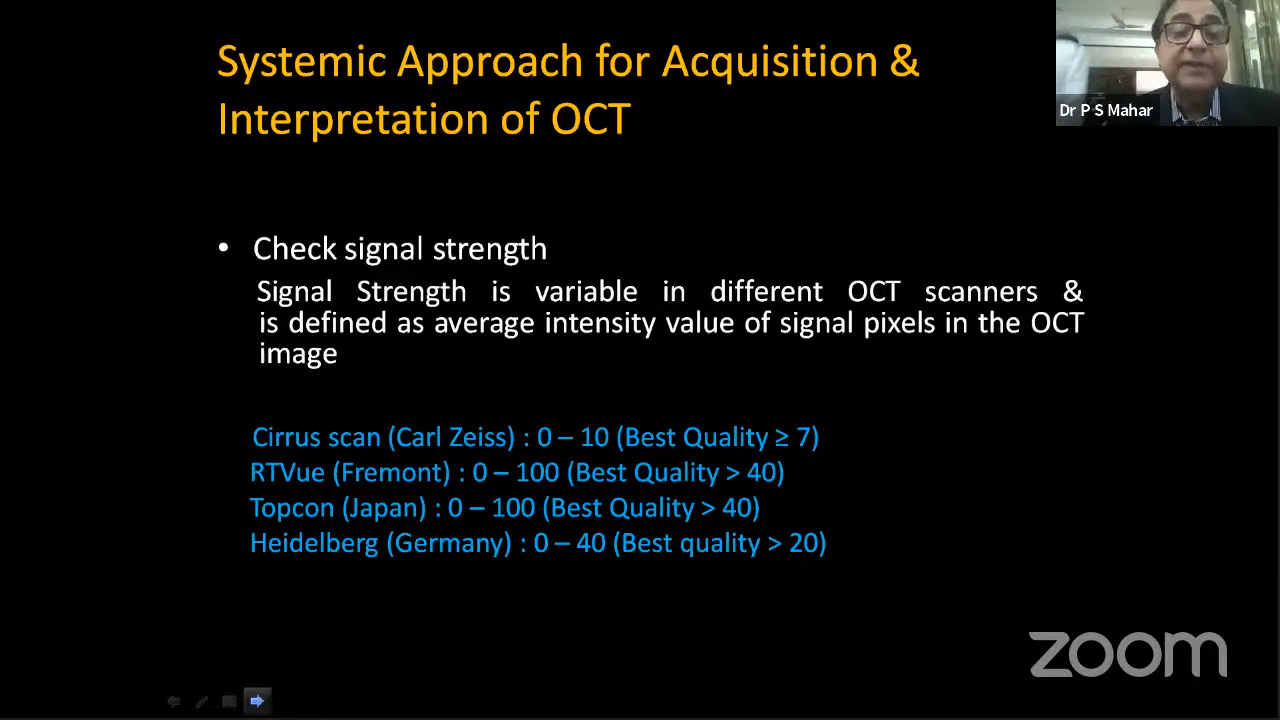 Systemic Approach for Acquisition &
Interpretation of OCT
Dr P S Mahar
• Check signal strength
Signal Strength is variable in different OCT scanners &
is defined as average intensity value of signal pixels in the OCT
image
Cirrus scan (Carl Zeiss) : 0 – 10 (Best Quality ≥ 7)
RTVue (Fremont) : 0 – 100 (Best Quality > 40)
Topcon (Japan) : 0 – 100 (Best Quality > 40)
Heidelberg (Germany) : 0 – 40 (Best quality > 20)
zoom